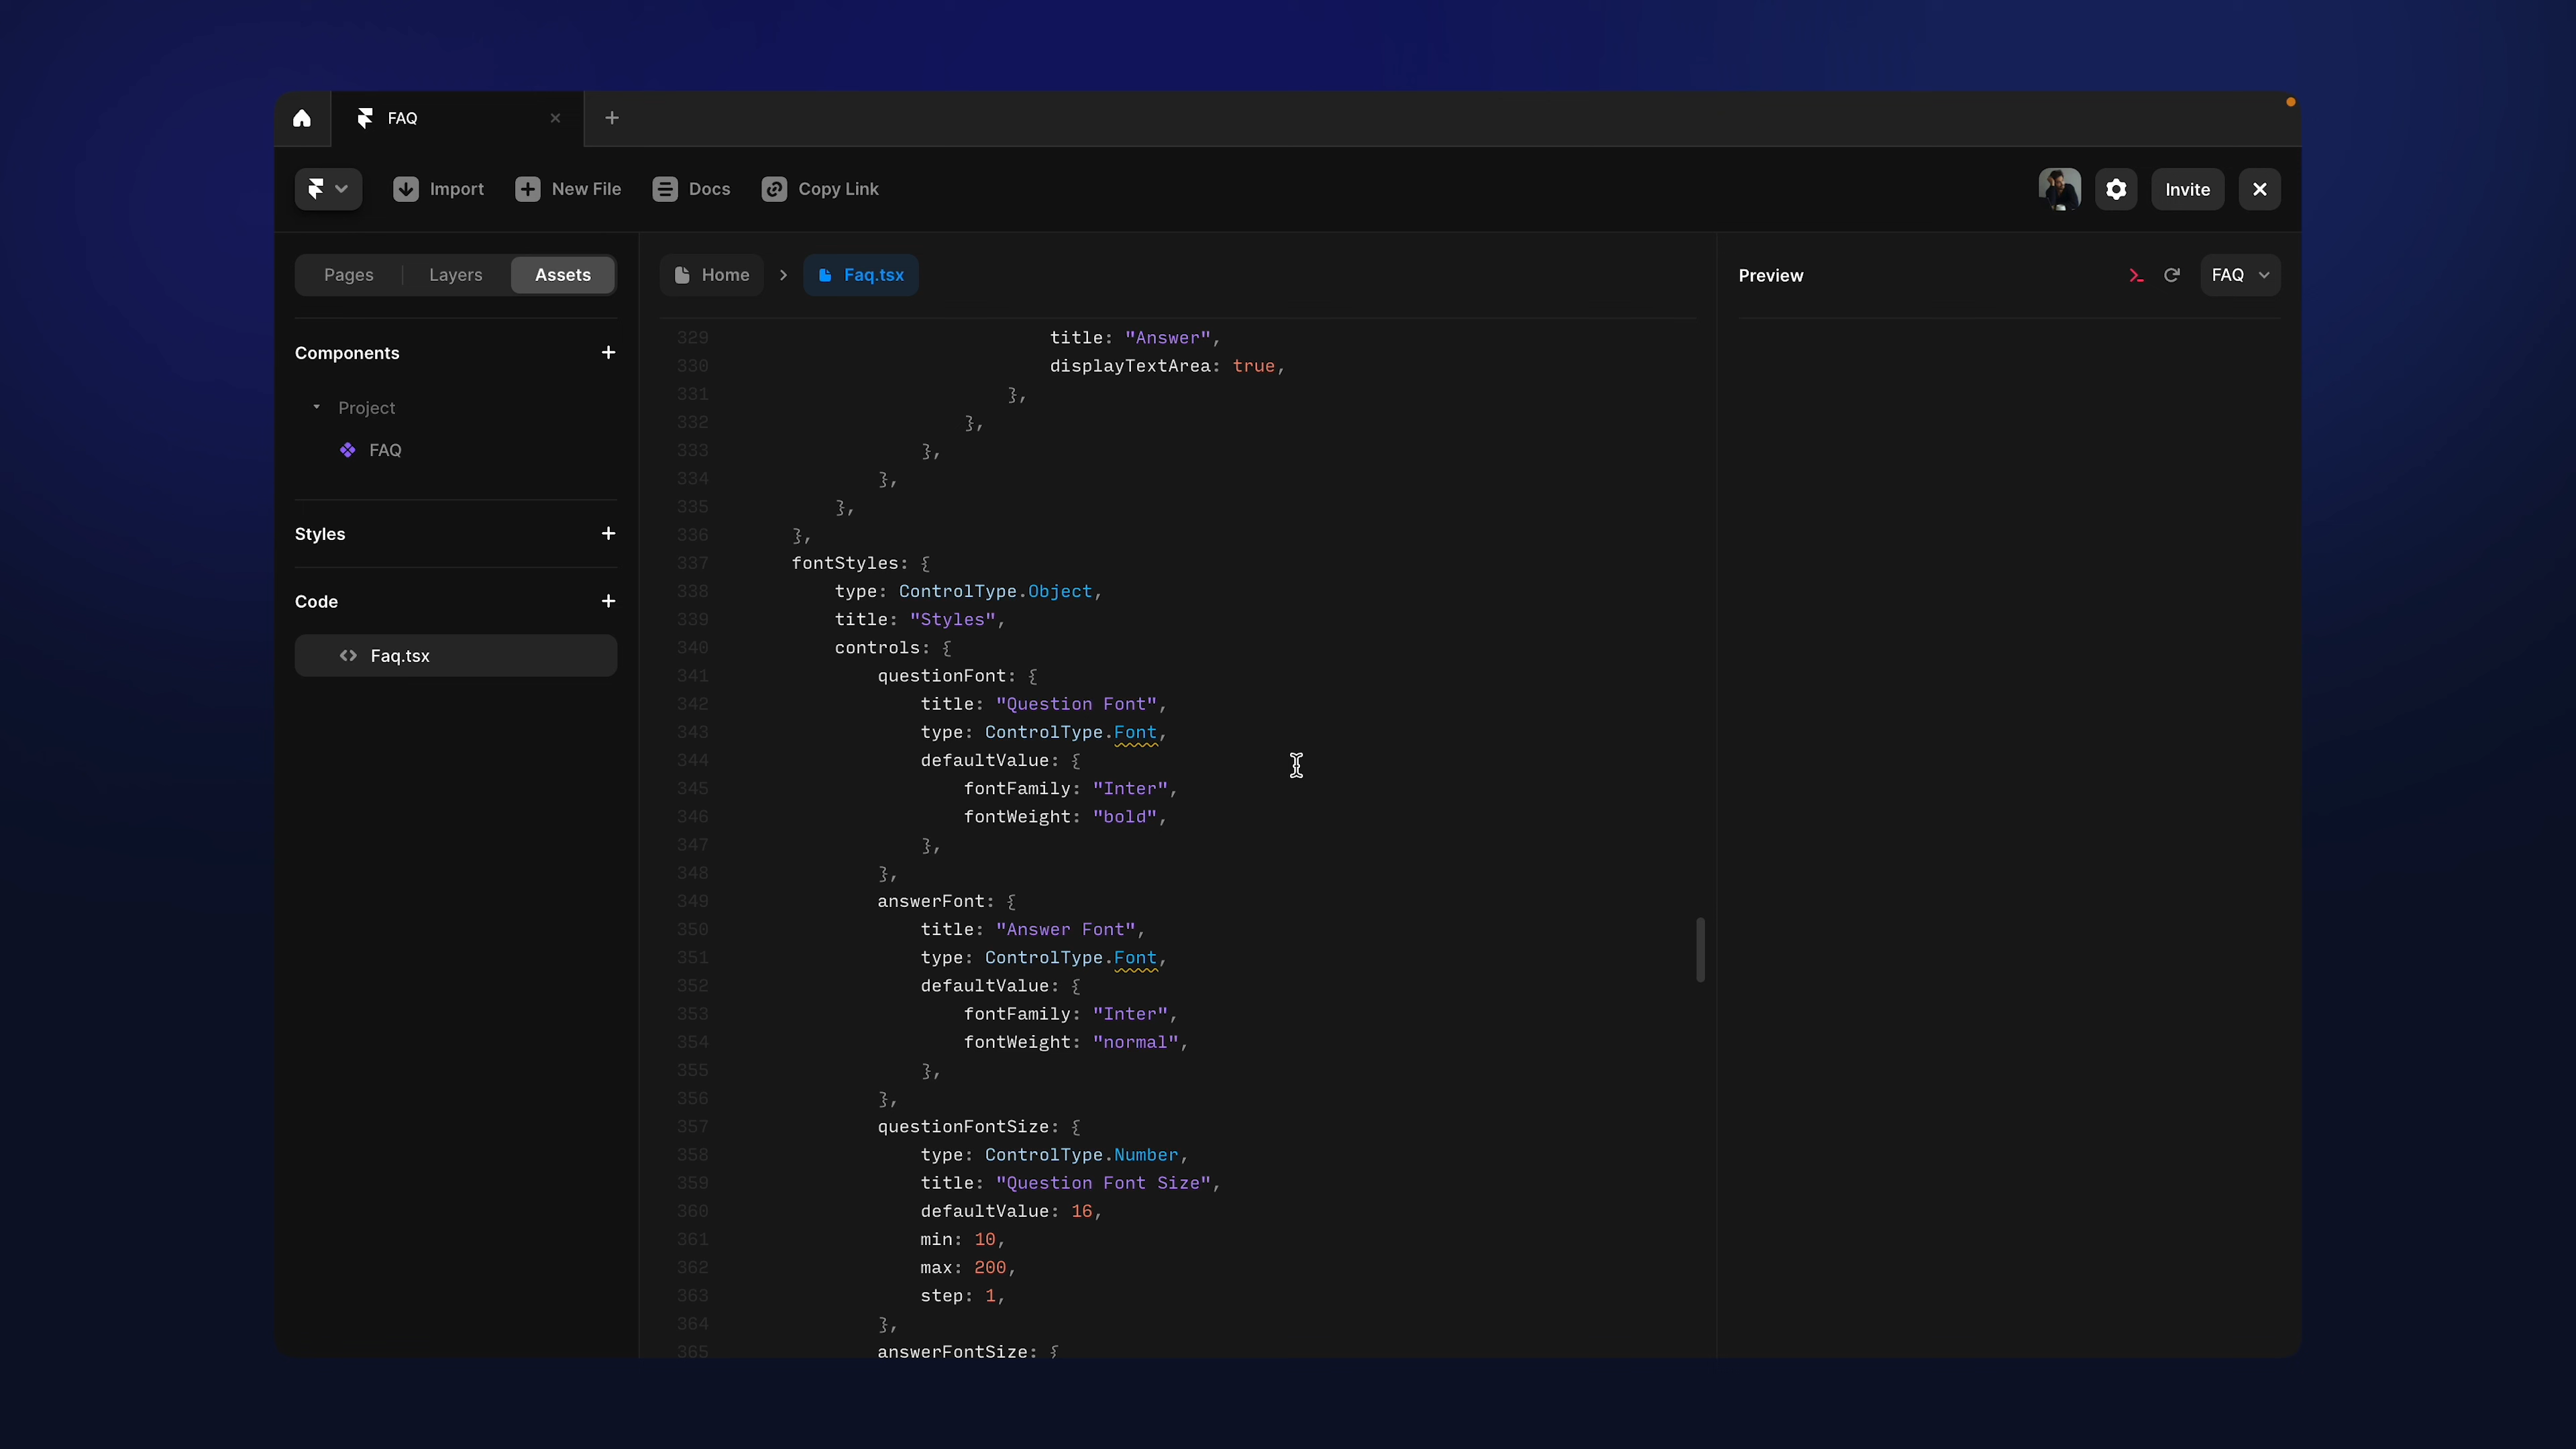 FAQ
Import
New File
Docs
Copy Link
Invite
Pages
Layers
Assets
Components
Project
FAQ
Styles
Code
Faq.tsx
Home
Faq.tsx
329 title: "Answer",
330 displayTextArea: true,
331 },
332 },
333 },
334 },
335 },
336 },
337 fontStyles: {
338 type: ControlType.Object,
339 title: "Styles",
340 controls: {
341 questionFont: {
342 title: "Question Font",
343 type: ControlType.Font,
344 defaultValue: {
345 fontFamily: "Inter",
346 fontWeight: "bold",
347 },
348 },
349 answerFont: {
350 title: "Answer Font",
351 type: ControlType.Font,
352 defaultValue: {
353 fontFamily: "Inter",
354 fontWeight: "normal",
355 },
356 },
357 questionFontSize: {
358 type: ControlType.Number,
359 title: "Question Font Size",
360 defaultValue: 16,
361 min: 10,
362 max: 200,
363 step: 1,
364 },
365 answerFontSize: {
Preview
FAQ